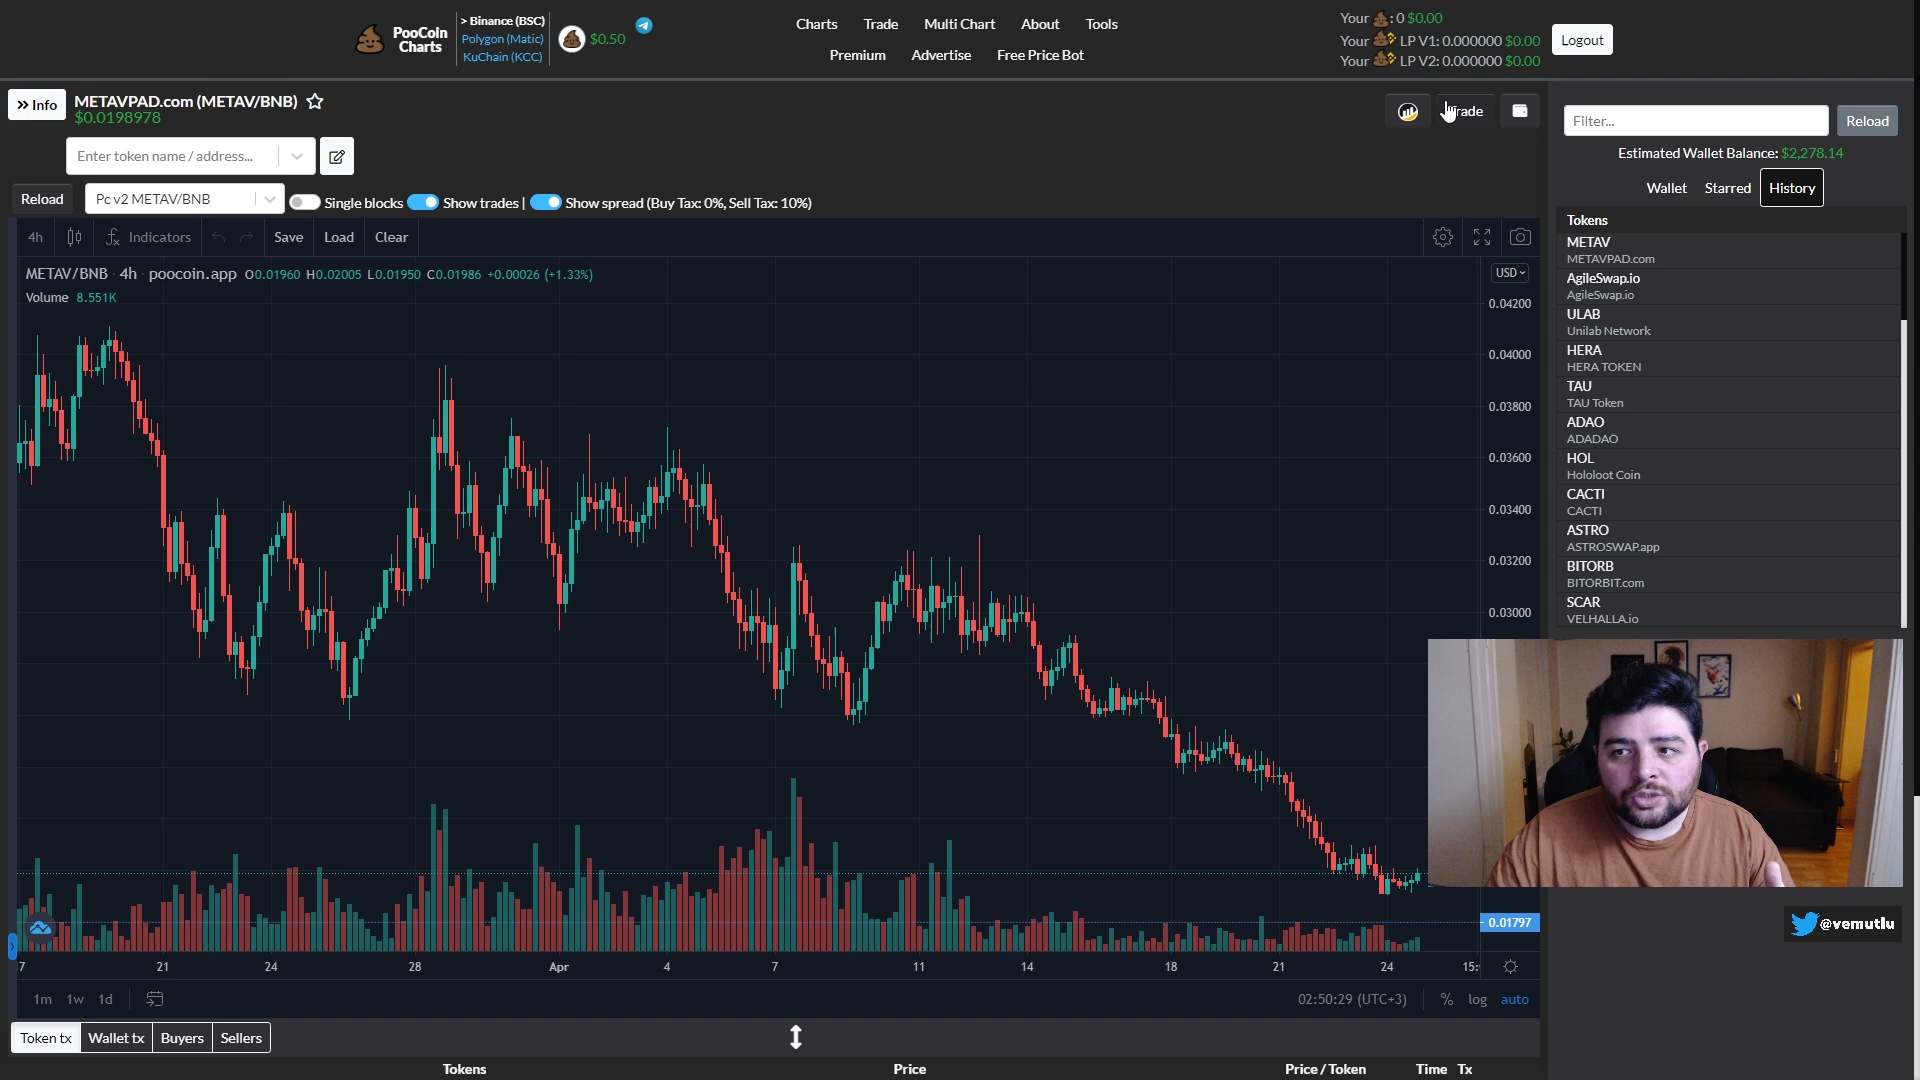 PooCoin
Charts
> Binance (BSC)
Polygon (Matic)
KuChain (KCC)
$0.50
Charts
Trade
Multi Chart
About
Tools
Premium
Advertise
Free Price Bot
Your : 0 $0.00
Your LP V1: 0.000000 $0.00
Your LP V2: 0.000000 $0.00
Logout
» Info
METAVPAD.com (METAV/BNB)
$0.0198978
Enter token name / address...
Reload
Pc v2 METAV/BNB
Single blocks
Show trades |
Show spread (Buy Tax: 0%, Sell Tax: 10%)
4h
Indicators
Save
Load
Clear
METAV/BNB · 4h · poocoin.app O0.01960 H0.02005 L0.01950 C0.01986 +0.00026 (+1.33%)
Volume 8.551K
USD
0.04200
0.04000
0.03800
0.03600
0.03400
0.03200
0.03000
0.01797
21
24
28
Apr
4
7
11
14
18
21
24
1m
1w
1d
02:50:29 (UTC+3)
%
log
auto
Token tx
Wallet tx
Buyers
Sellers
Tokens
Price
Price / Token
Time
Tx
Filter...
Reload
Estimated Wallet Balance: $2,278.14
Wallet
Starred
History
Tokens
METAV
METAVPAD.com
AgileSwap.io
AgileSwap.io
ULAB
Unilab Network
HERA
HERA TOKEN
TAU
TAU Token
ADAO
ADADAO
HOL
Hololoot Coin
CACTI
CACTI
ASTRO
ASTROSWAP.app
BITORB
BITORBIT.com
SCAR
VELHALLA.io
@vemutlu